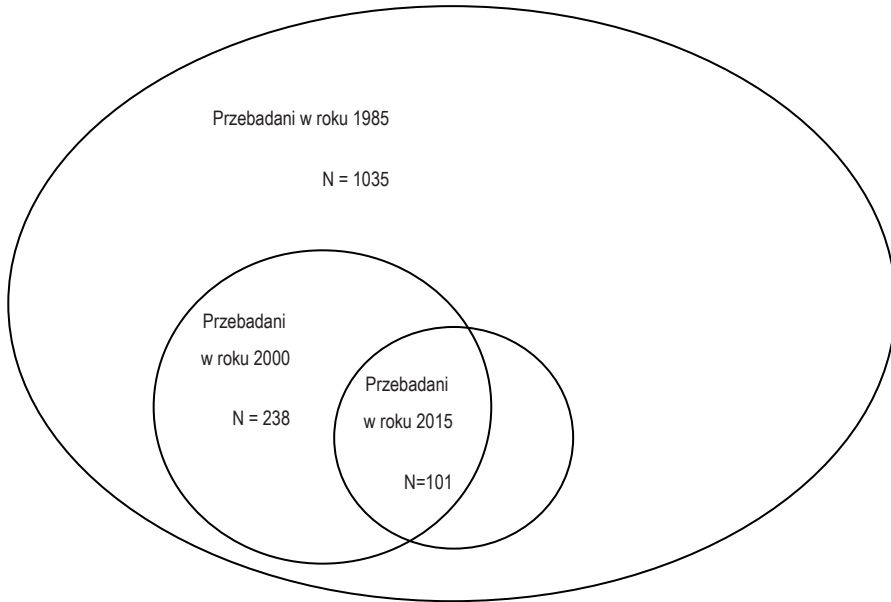 Przebadani w roku 1985
N = 1035
Przebadani
w roku 2000
N = 238
Przebadani
w roku 2015
N=101